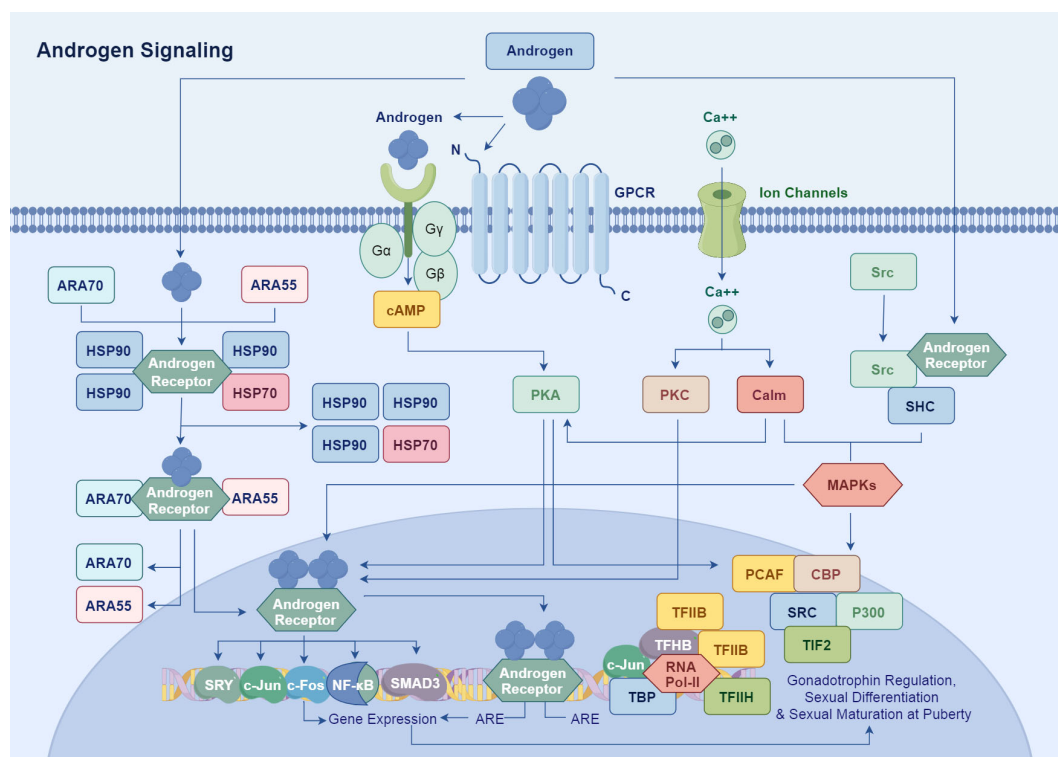 Androgen Signaling
Androgen
Androgen
N
GPCR
C
Ca++
Ion Channels
Ca++
Gα
Gγ
Gβ
cAMP
ARA70
ARA55
HSP90
HSP90
HSP90
HSP70
Androgen
Receptor
HSP90
HSP90
HSP90
HSP70
PKA
PKC
Calm
Src
Src
Androgen
Receptor
SHC
MAPKs
ARA70
Androgen
Receptor
ARA55
ARA70
ARA55
Androgen
Receptor
PCAF
CBP
SRC
P300
TIF2
TFIIB
TFHB
TFIIB
c-Jun
RNA
Pol-II
TBP
TFIIH
SRY
c-Jun
c-Fos
NF-κB
SMAD3
Androgen
Receptor
Gene Expression
ARE
ARE
Gonadotrophin Regulation,
Sexual Differentiation
& Sexual Maturation at Puberty